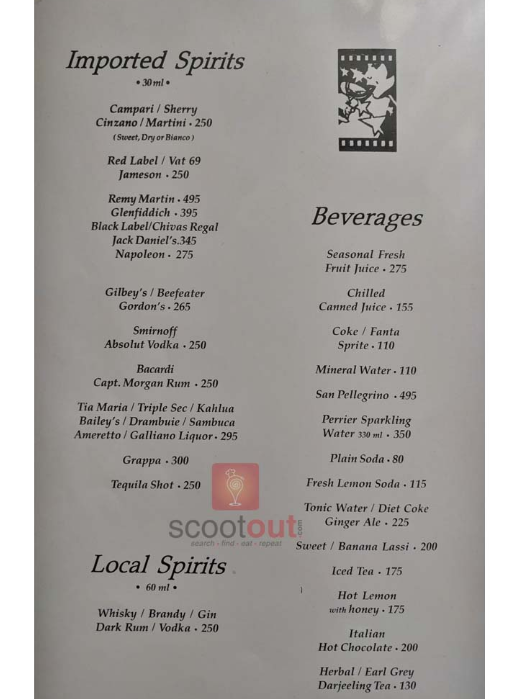 Imported Spirits
• 30ml •
Campari / Sherry
Cinzano / Martini • 250
(Sweet, Dry or Bianco)
Red Label / Vat 69
Jameson • 250
Remy Martin • 495
Glenfiddich • 395
Black Label/Chivas Regal
Jack Daniel's.345
Napoleon • 275
Gilbey's / Beefeater
Gordon's • 265
Smirnoff
Absolut Vodka • 250
Bacardi
Capt. Morgan Rum • 250
Tia Maria / Triple Sec / Kahlua
Bailey's / Drambuie / Sambuca
Ameretto / Galliano Liquor • 295
Grappa • 300
Tequila Shot • 250
Local Spirits
• 60 ml •
Whisky / Brandy / Gin
Dark Rum / Vodka • 250
Beverages
Seasonal Fresh
Fruit Juice • 275
Chilled
Canned Juice • 155
Coke / Fanta
Sprite • 110
Mineral Water • 110
San Pellegrino • 495
Perrier Sparkling
Water 330 ml • 350
Plain Soda • 80
Fresh Lemon Soda • 115
Tonic Water / Diet Coke
Ginger Ale • 225
Sweet / Banana Lassi • 200
Iced Tea • 175
Hot Lemon
with honey • 175
Italian
Hot Chocolate • 200
Herbal / Earl Grey
Darjeeling Tea • 130
scootout.com
search - find - eat - repeat